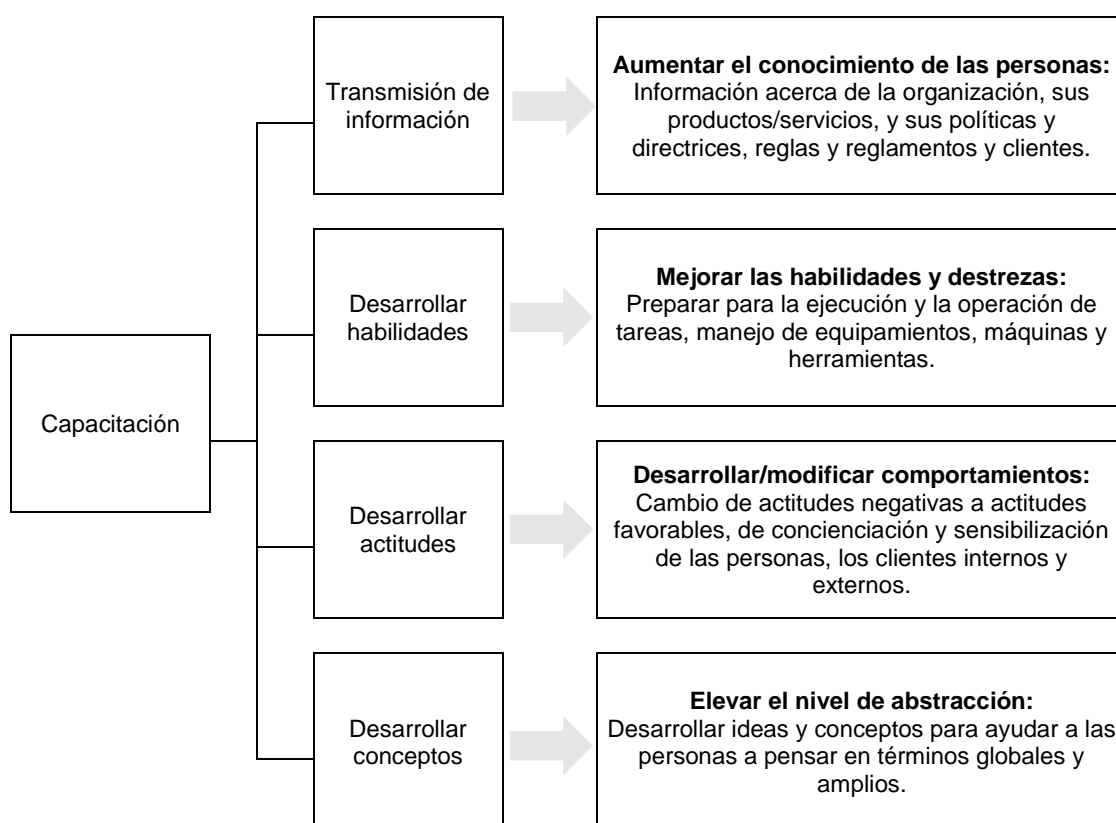 Transmisión de
información
Aumentar el conocimiento de las personas:
Información acerca de la organización, sus
productos/servicios, y sus políticas y
directrices, reglas y reglamentos y clientes.
Desarrollar
habilidades
Mejorar las habilidades y destrezas:
Preparar para la ejecución y la operación de
tareas, manejo de equipamientos, máquinas y
herramientas.
Capacitación
Desarrollar
actitudes
Desarrollar/modificar comportamientos:
Cambio de actitudes negativas a actitudes
favorables, de concienciación y sensibilización
de las personas, los clientes internos y
externos.
Desarrollar
conceptos
Elevar el nivel de abstracción:
Desarrollar ideas y conceptos para ayudar a las
personas a pensar en términos globales y
amplios.